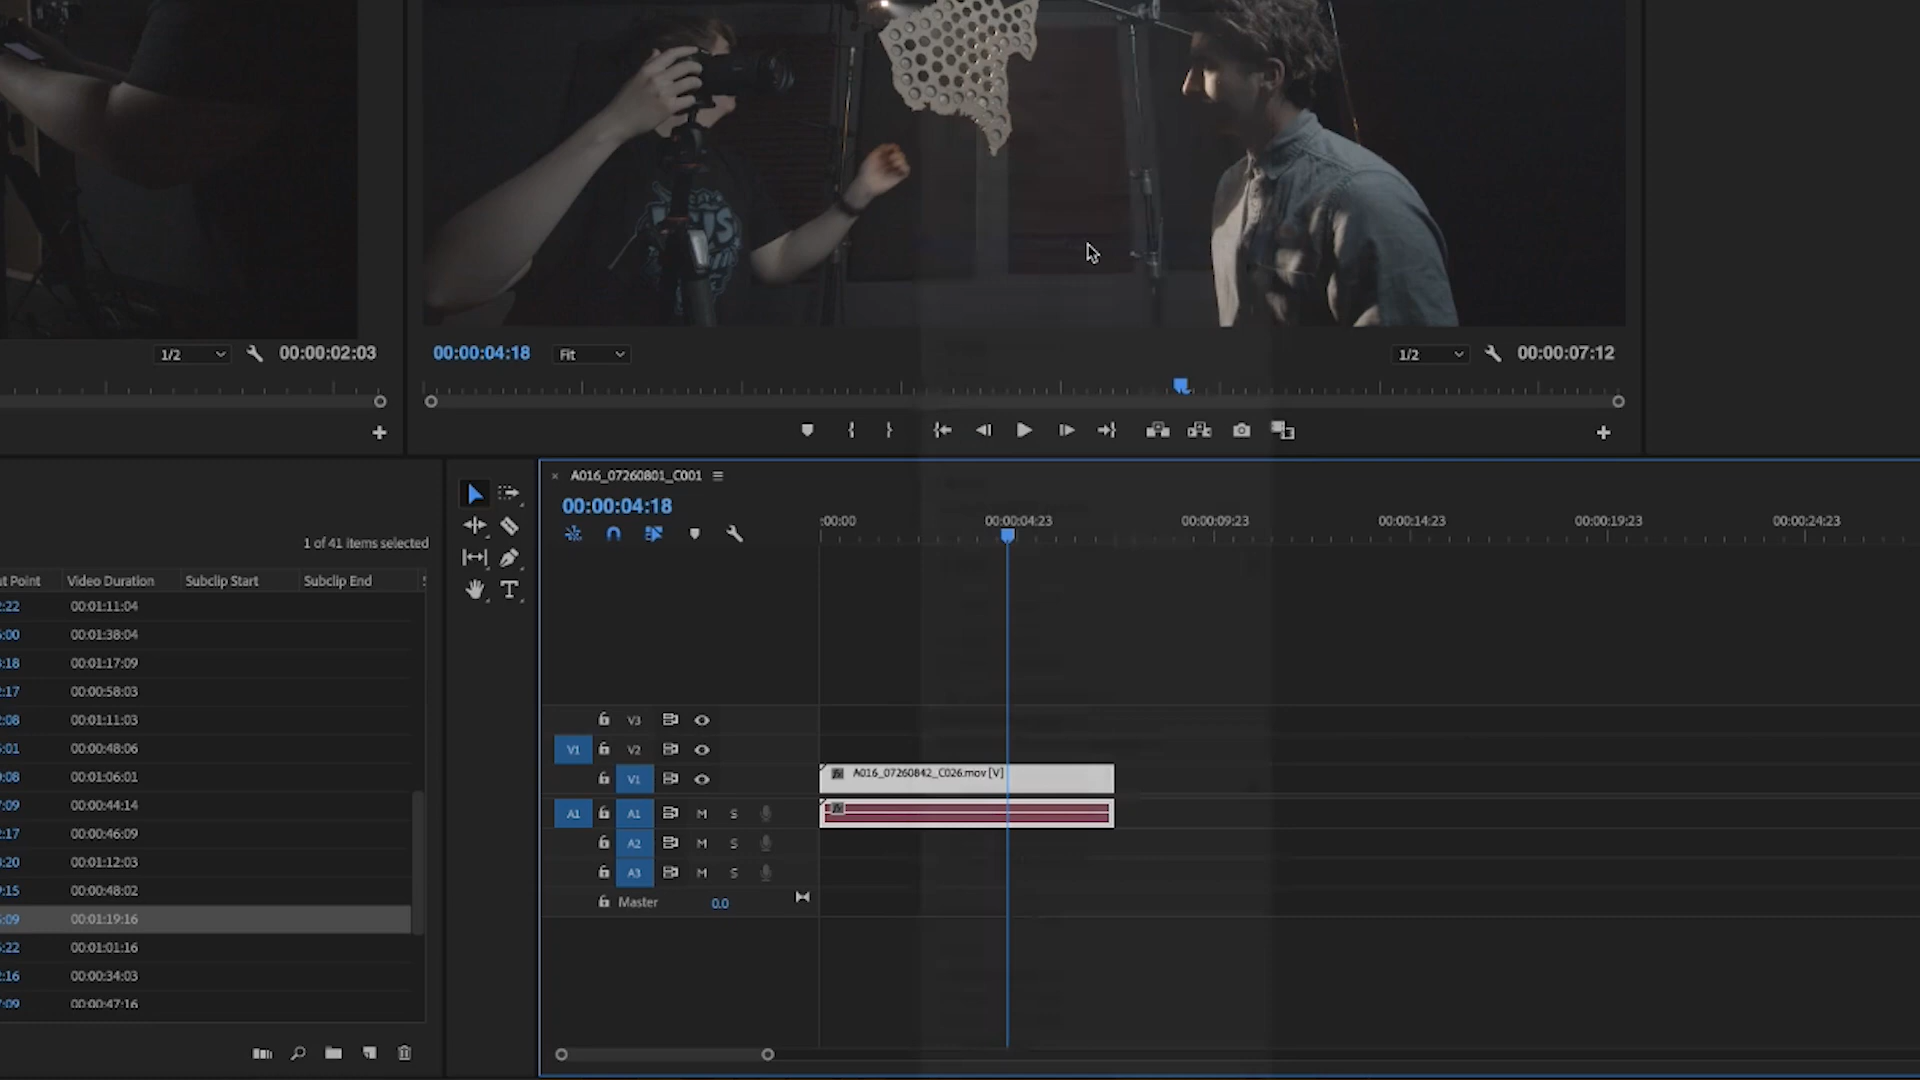 1/2
00:00:02:03
00:00:04:18
Fit
1/2
00:00:07:12
A016_07260801_C001
00:00:04:18
:00:00
00:00:04:23
00:00:09:23
00:00:14:23
00:00:19:23
00:00:24:23
1 of 41 items selected
ut Point
Video Duration
Subclip Start
Subclip End
:22
00:01:11:04
:00
00:01:38:04
:18
00:01:17:09
:17
00:00:58:03
:08
00:01:11:03
:01
00:00:48:06
:08
00:01:06:01
:09
00:00:44:14
:17
00:00:46:09
:20
00:01:12:03
:15
00:00:48:02
:09
00:01:19:16
:22
00:01:01:16
:16
00:00:34:03
:09
00:00:47:16
V3
V1
V2
V1
A016_07260842_C026.mov [V]
fx
A1
A1
M
S
A2
M
S
A3
M
S
Master
0.0